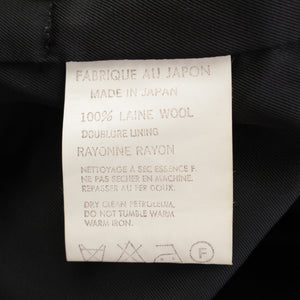 FABRIQUE AU JAPON
MADE IN JAPAN
100% LAINE WOOL
DOUBLURE LINING
RAYONNE RAYON
NETTOYAGE A SEC ESSENCE F.
NE PAS SECHER EN MACHINE.
REPASSER AU FER DOUX.
DRY CLEAN PETROLEUM,
DO NOT TUMBLE WARM
WARM IRON.
F